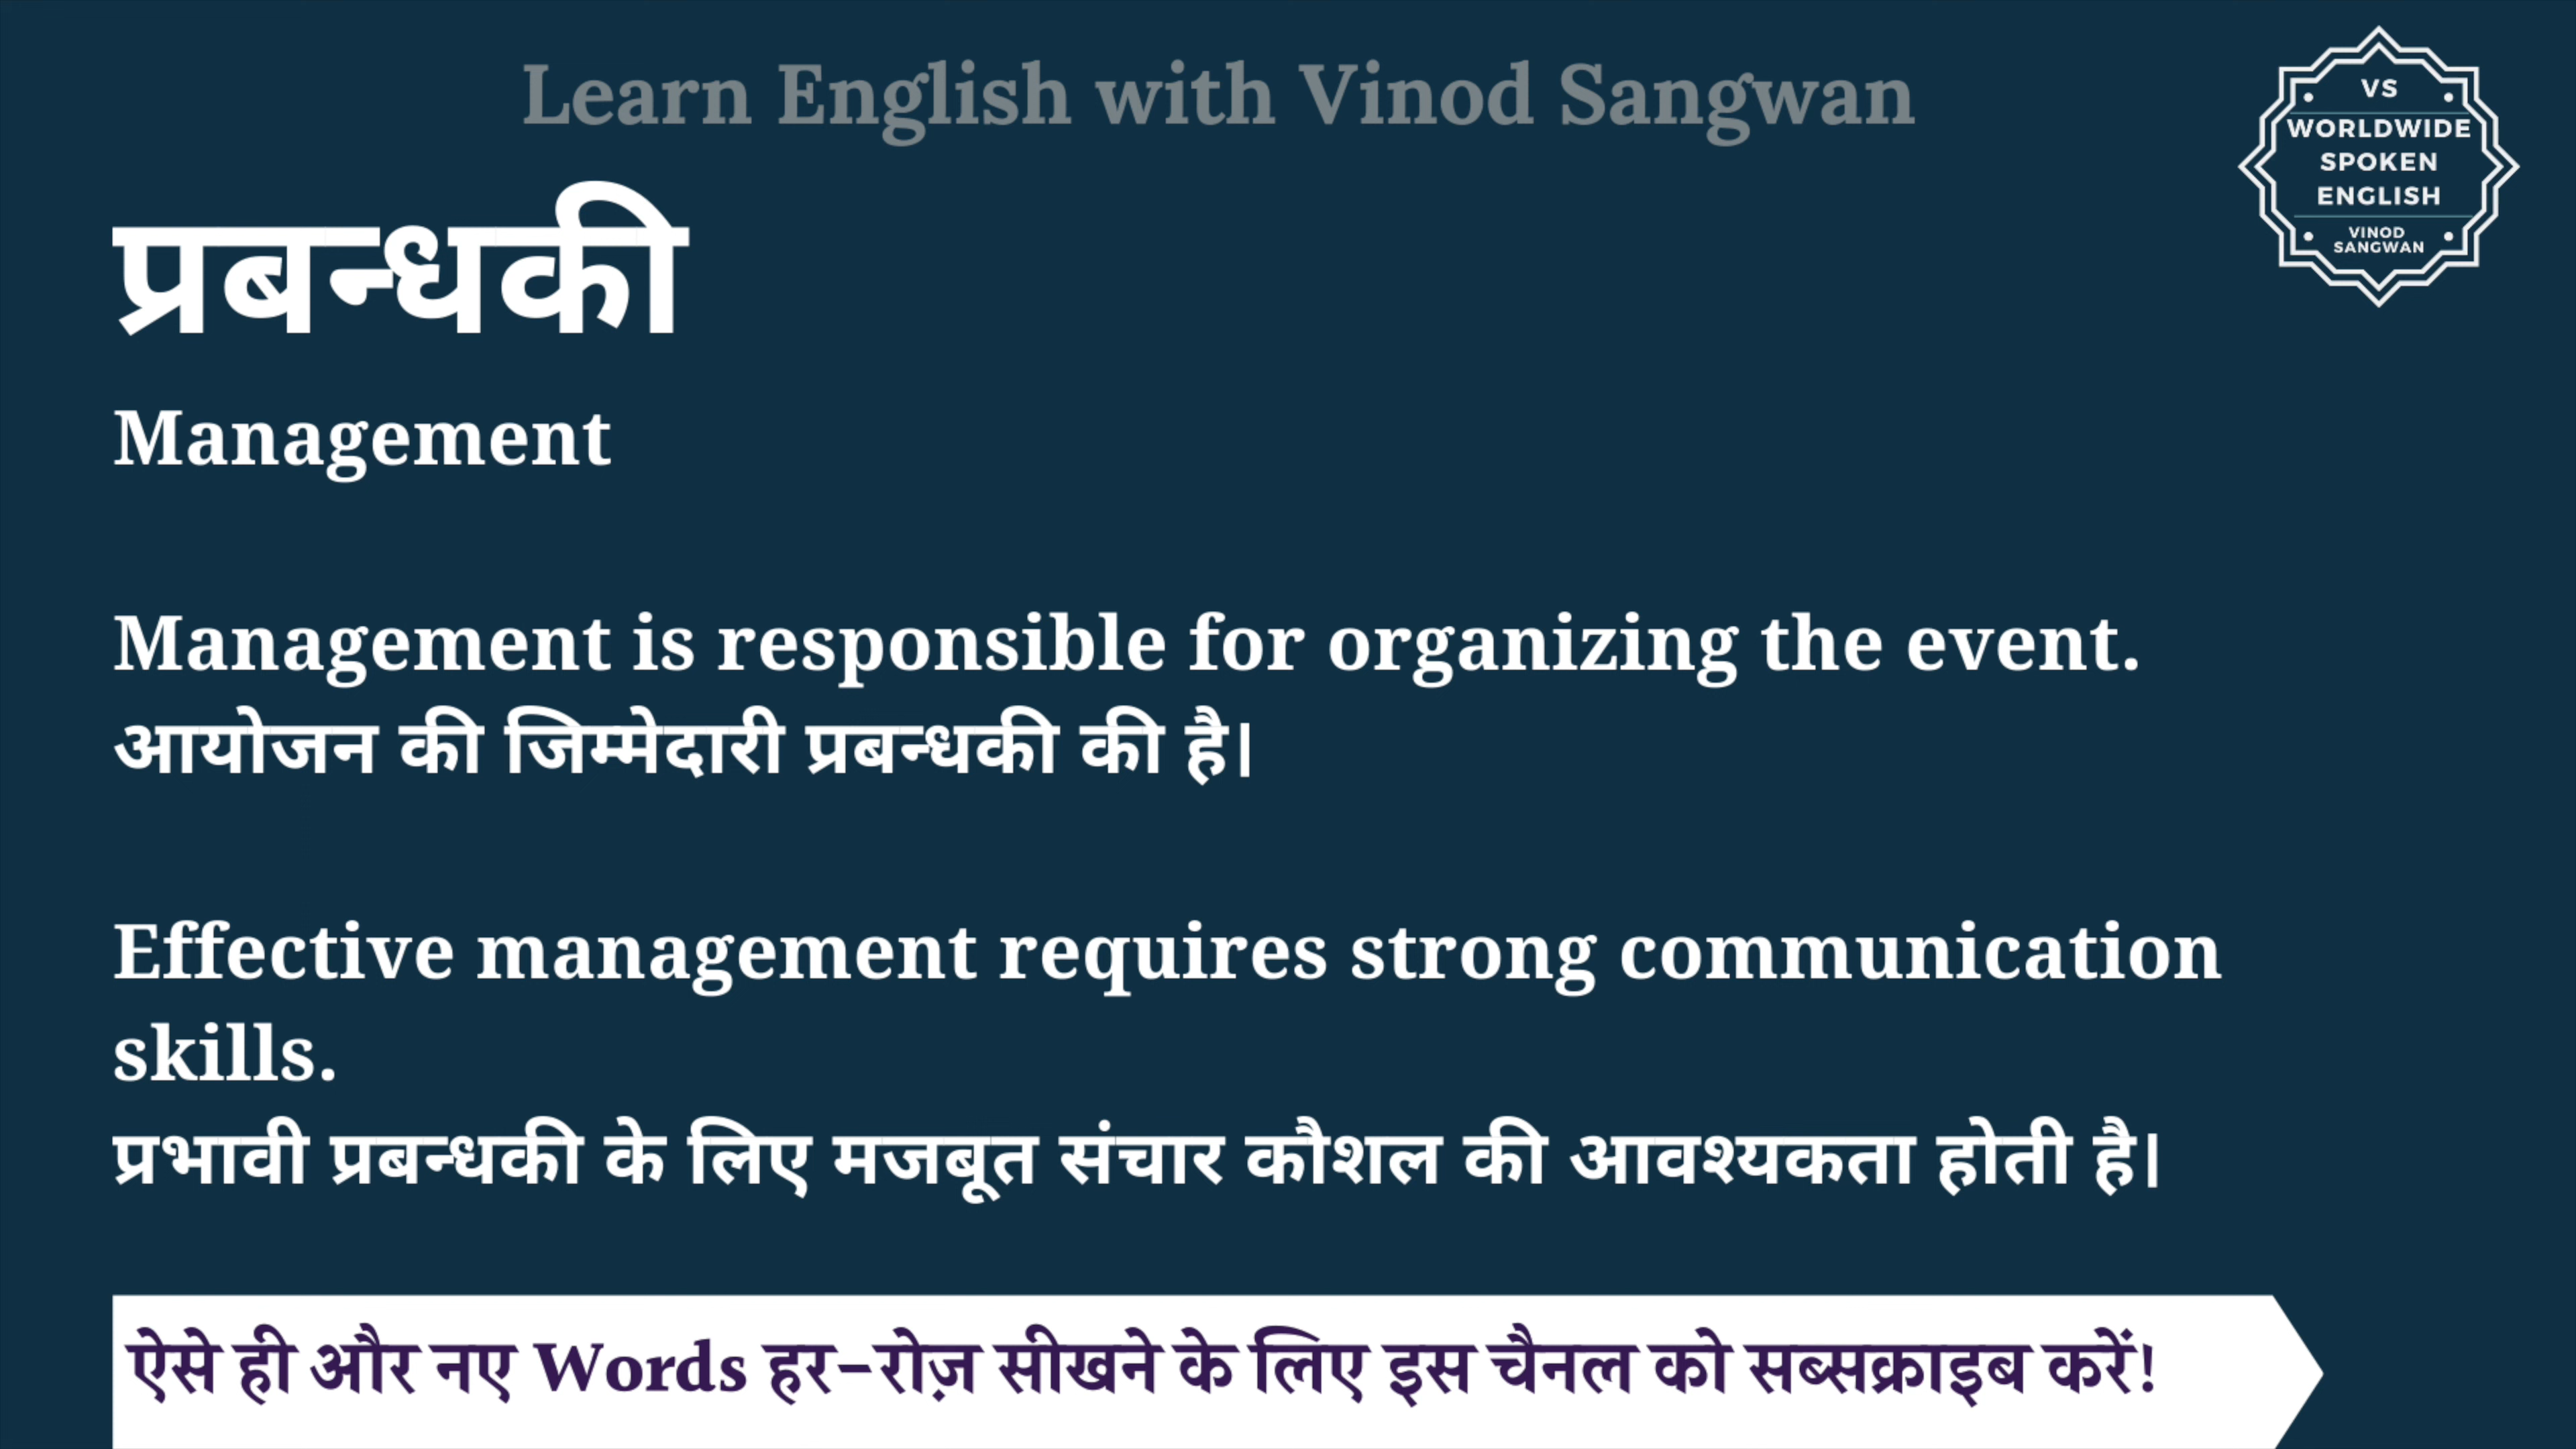 Learn English with Vinod Sangwan
VS
WORLDWIDE
SPOKEN
ENGLISH
VINOD
SANGWAN
प्रबन्धकी
Management
Management is responsible for organizing the event.
आयोजन की जिम्मेदारी प्रबन्धकी की है।
Effective management requires strong communication
skills.
प्रभावी प्रबन्धकी के लिए मजबूत संचार कौशल की आवश्यकता होती है।
ऐसे ही और नए Words हर-रोज़ सीखने के लिए इस चैनल को सब्सक्राइब करें!